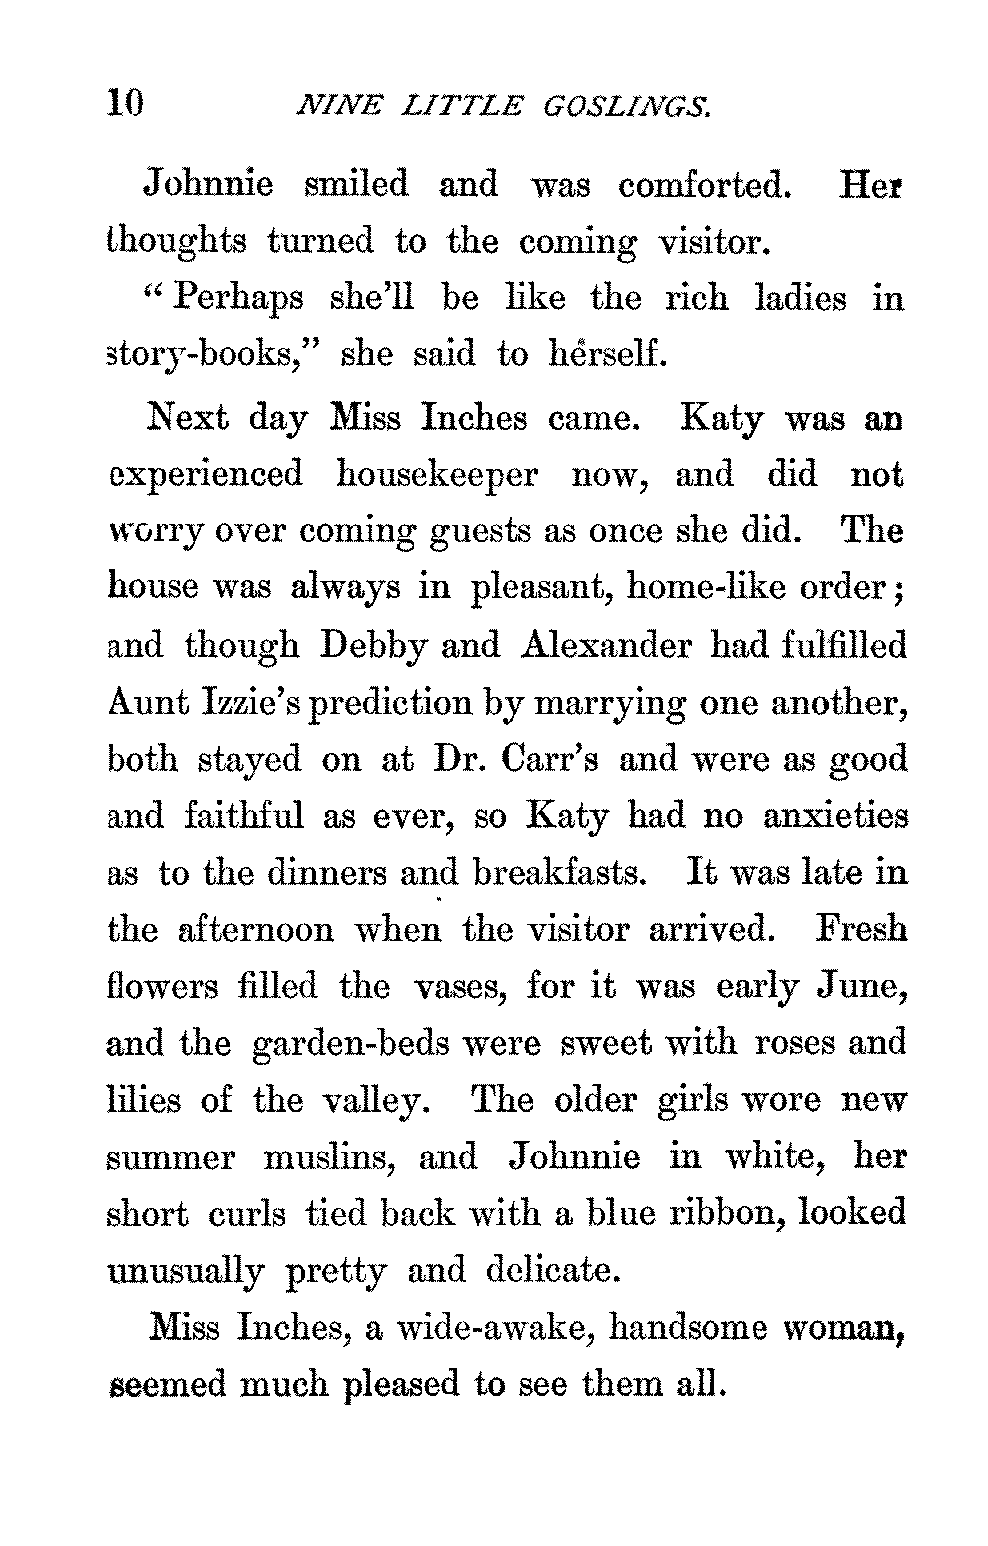 10 NINE LITTLE GOSLINGS.
Johnnie smiled and was comforted. Her
thoughts turned to the coming visitor.
“Perhaps she’ll be like the rich ladies in
story-books,” she said to herself.
Next day Miss Inches came. Katy was an
experienced housekeeper now, and did not
worry over coming guests as once she did. The
house was always in pleasant, home-like order;
and though Debby and Alexander had fulfilled
Aunt Izzie’s prediction by marrying one another,
both stayed on at Dr. Carr’s and were as good
and faithful as ever, so Katy had no anxieties
as to the dinners and breakfasts. It was late in
the afternoon when the visitor arrived. Fresh
flowers filled the vases, for it was early June,
and the garden-beds were sweet with roses and
lilies of the valley. The older girls wore new
summer muslins, and Johnnie in white, her
short curls tied back with a blue ribbon, looked
unusually pretty and delicate.
Miss Inches, a wide-awake, handsome woman,
seemed much pleased to see them all.